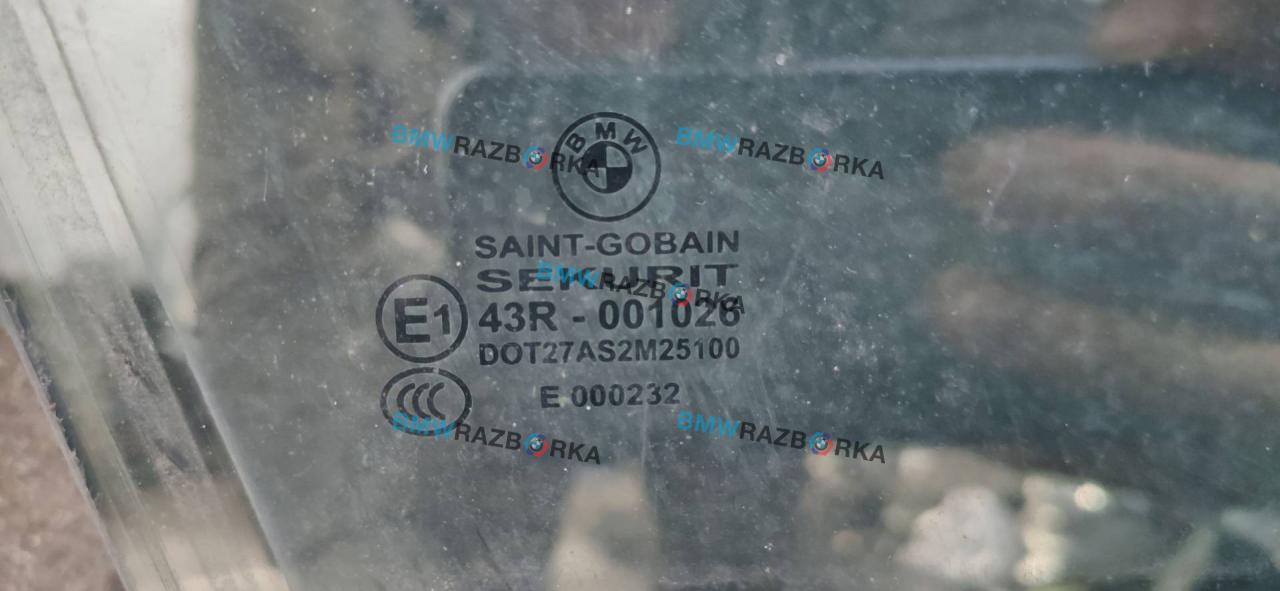 BMW
BMWRAZBORKA
BMWRAZBORKA
SAINT-GOBAIN
SEKURIT
BMWRAZBORKA
E1
43R - 001026
DOT27AS2M25100
CCC
E 000232
BMWRAZBORKA
BMWRAZBORKA